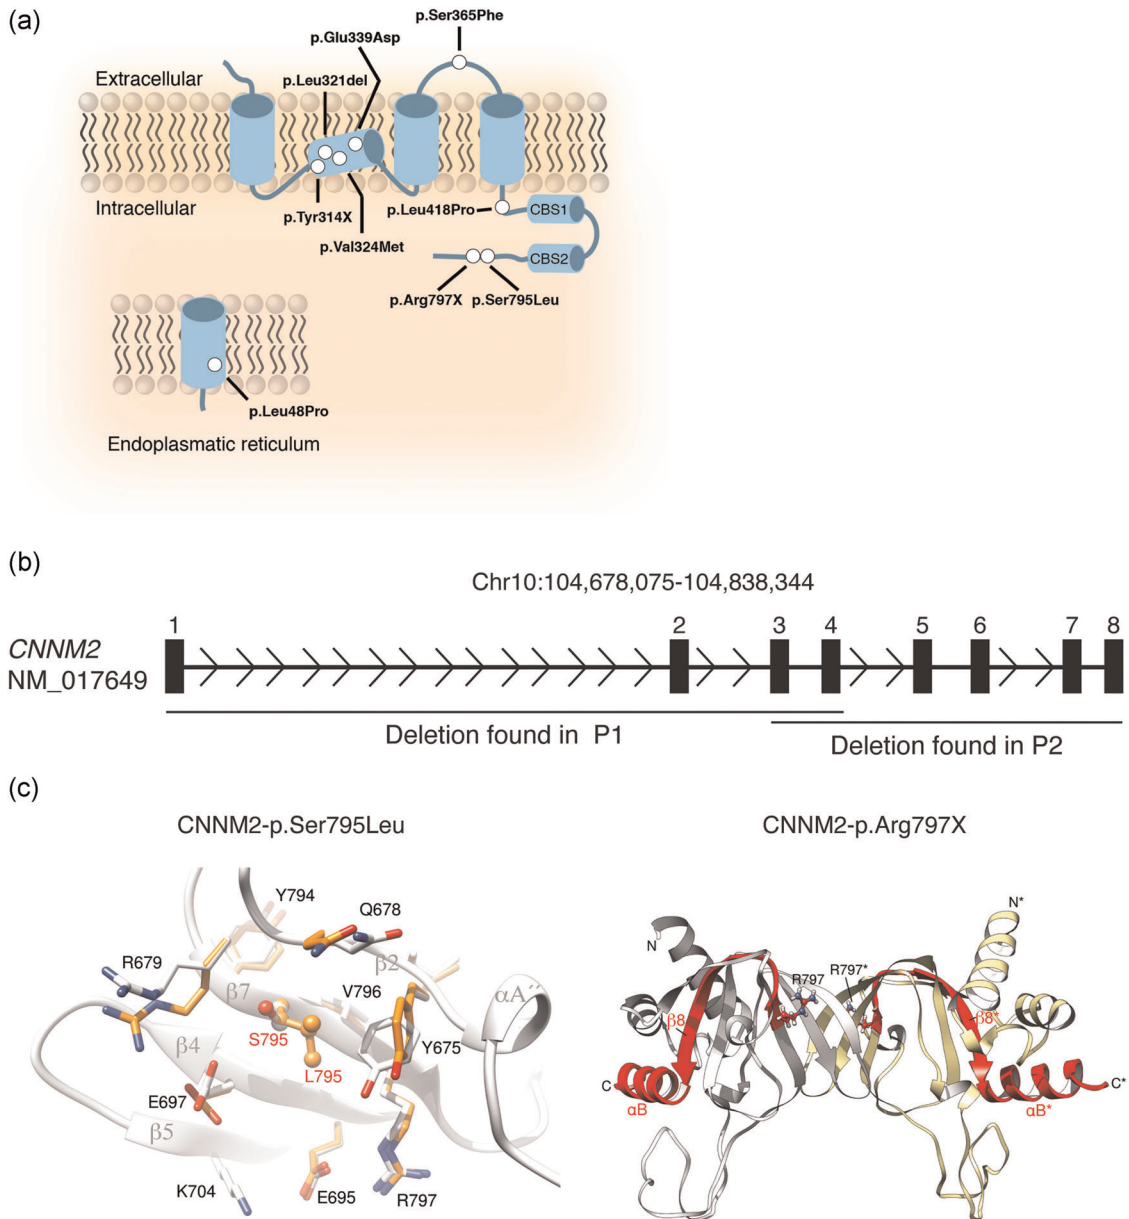 (a)
p.Ser365Phe
p.Glu339Asp
Extracellular
p.Leu321del
Intracellular
p.Tyr314X
p.Leu418Pro
CBS1
p.Val324Met
CBS2
p.Arg797X p.Ser795Leu
p.Leu48Pro
Endoplasmatic reticulum
(b)
Chr10:104,678,075-104,838,344
1 2 3 4 5 6 7 8
CNNM2
NM_017649
Deletion found in P1
Deletion found in P2
(c)
CNNM2-p.Ser795Leu
Y794
Q678
R679
β2
β7
V796
αA´´
S795
β4
Y675
L795
E697
β5
K704
E695
R797
CNNM2-p.Arg797X
N*
N
R797
R797*
β8
β8*
C
C*
αB
αB*